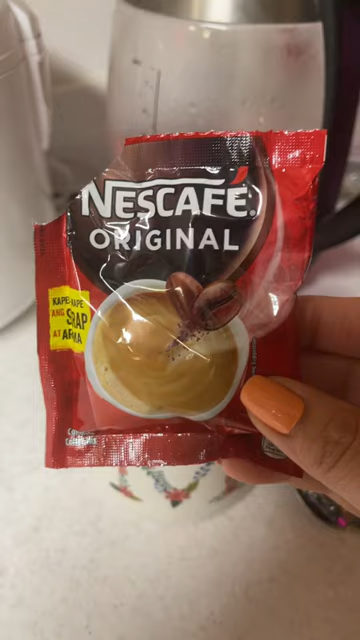 NESCAFÉ.
ORIGINAL
KAPE
ANG SARAP
AT AROMA